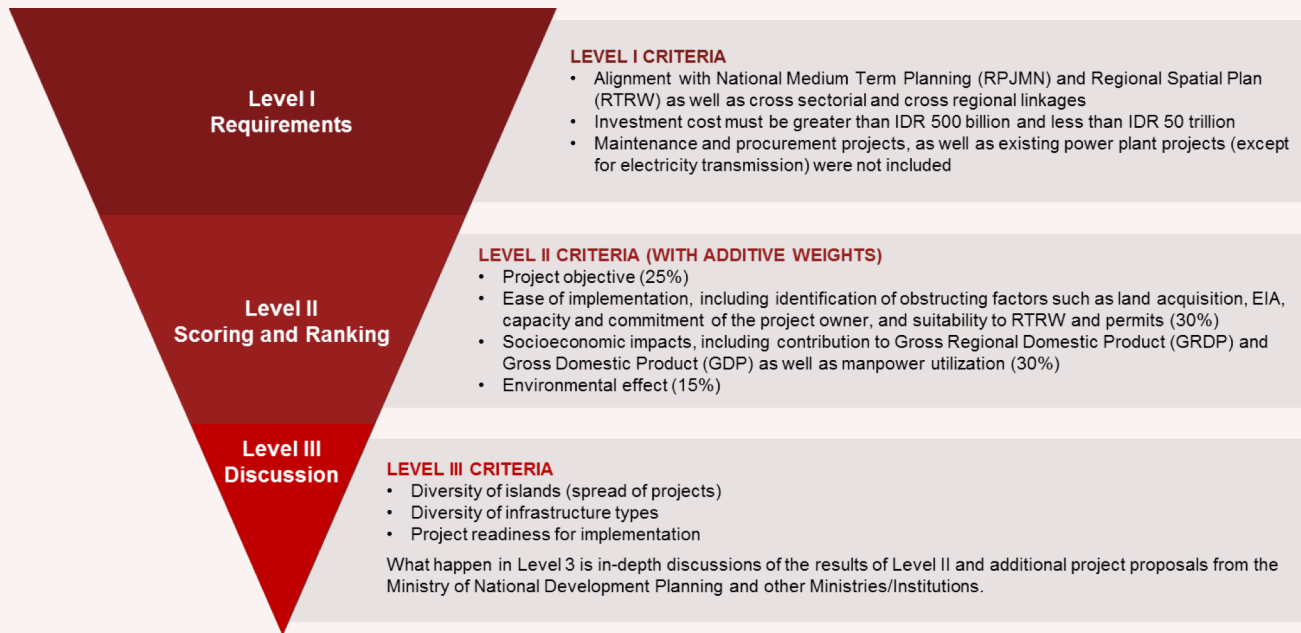 Level I
Requirements
LEVEL I CRITERIA
• Alignment with National Medium Term Planning (RPJMN) and Regional Spatial Plan
(RTRW) as well as cross sectorial and cross regional linkages
• Investment cost must be greater than IDR 500 billion and less than IDR 50 trillion
• Maintenance and procurement projects, as well as existing power plant projects (except
for electricity transmission) were not included
Level II
Scoring and Ranking
LEVEL II CRITERIA (WITH ADDITIVE WEIGHTS)
• Project objective (25%)
• Ease of implementation, including identification of obstructing factors such as land acquisition, EIA,
capacity and commitment of the project owner, and suitability to RTRW and permits (30%)
• Socioeconomic impacts, including contribution to Gross Regional Domestic Product (GRDP) and
Gross Domestic Product (GDP) as well as manpower utilization (30%)
• Environmental effect (15%)
Level III
Discussion
LEVEL III CRITERIA
• Diversity of islands (spread of projects)
• Diversity of infrastructure types
• Project readiness for implementation
What happen in Level 3 is in-depth discussions of the results of Level II and additional project proposals from the
Ministry of National Development Planning and other Ministries/Institutions.